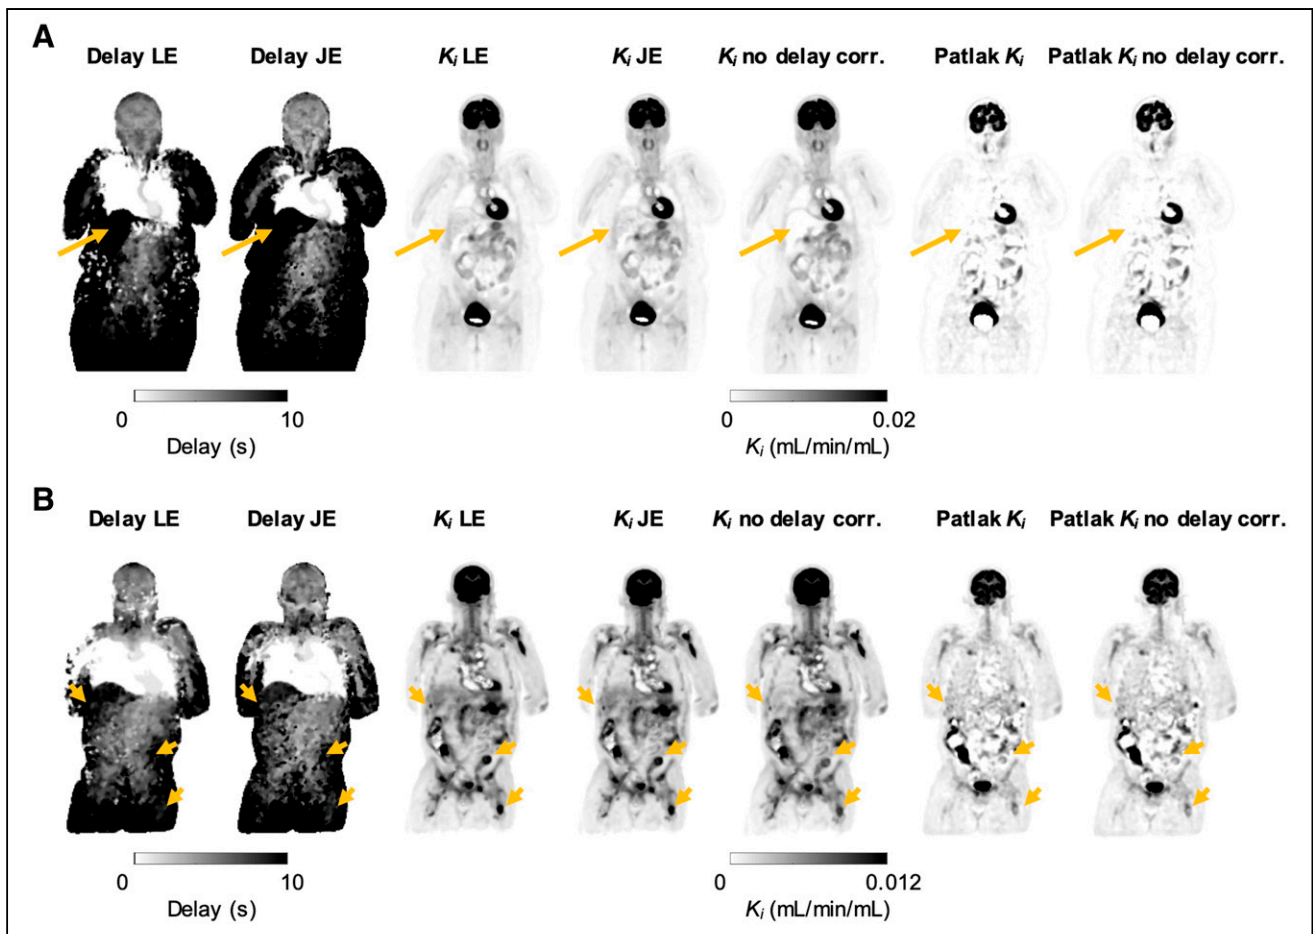 A
Delay LE Delay JE Ki LE Ki JE Ki no delay corr. Patlak Ki Patlak Ki no delay corr.
0 10 0 0.02
Delay (s) Ki (mL/min/mL)
B
Delay LE Delay JE Ki LE Ki JE Ki no delay corr. Patlak Ki Patlak Ki no delay corr.
0 10 0 0.012
Delay (s) Ki (mL/min/mL)